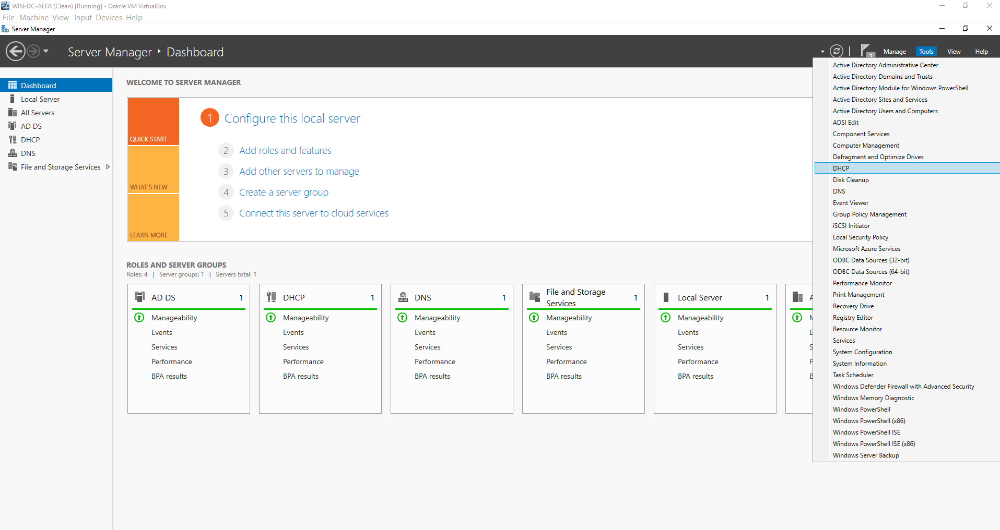 WIN-DC-ALFA (Clean) [Running] - Oracle VM VirtualBox
File Machine View Input Devices Help
Server Manager
Server Manager ‣ Dashboard
2
Manage Tools View Help
Dashboard
Local Server
All Servers
AD DS
DHCP
DNS
File and Storage Services
WELCOME TO SERVER MANAGER
QUICK START
WHAT'S NEW
LEARN MORE
1 Configure this local server
2 Add roles and features
3 Add other servers to manage
4 Create a server group
5 Connect this server to cloud services
ROLES AND SERVER GROUPS
Roles: 4 | Server groups: 1 | Servers total: 1
AD DS 1
Manageability
Events
Services
Performance
BPA results
DHCP 1
Manageability
Events
Services
Performance
BPA results
DNS 1
Manageability
Events
Services
Performance
BPA results
File and Storage
Services 1
Manageability
Events
Services
Performance
BPA results
Local Server 1
Manageability
Events
Services
Performance
BPA results
Active Directory Administrative Center
Active Directory Domains and Trusts
Active Directory Module for Windows PowerShell
Active Directory Sites and Services
Active Directory Users and Computers
ADSI Edit
Component Services
Computer Management
Defragment and Optimize Drives
DHCP
Disk Cleanup
DNS
Event Viewer
Group Policy Management
iSCSI Initiator
Local Security Policy
Microsoft Azure Services
ODBC Data Sources (32-bit)
ODBC Data Sources (64-bit)
Performance Monitor
Print Management
Recovery Drive
Registry Editor
Resource Monitor
Services
System Configuration
System Information
Task Scheduler
Windows Defender Firewall with Advanced Security
Windows Memory Diagnostic
Windows PowerShell
Windows PowerShell (x86)
Windows PowerShell ISE
Windows PowerShell ISE (x86)
Windows Server Backup